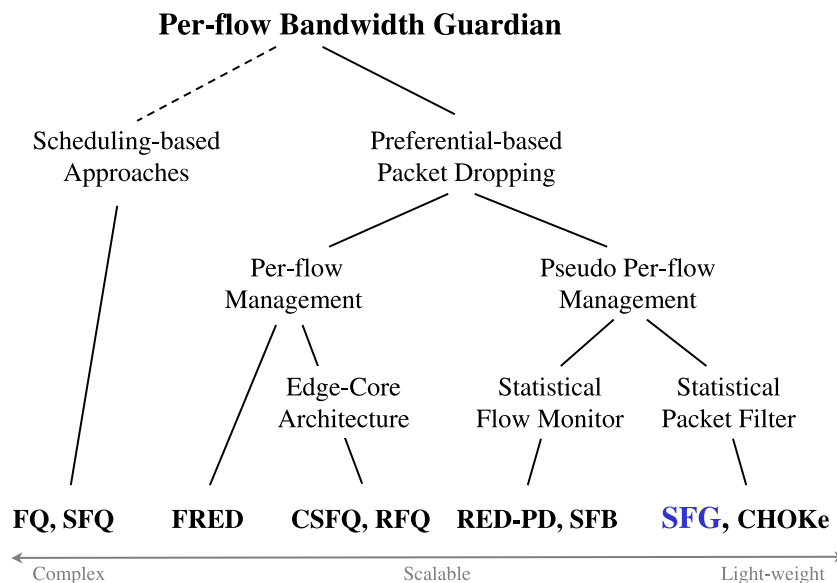 Per-flow Bandwidth Guardian
Scheduling-based
Approaches
Preferential-based
Packet Dropping
Per-flow
Management
Pseudo Per-flow
Management
Edge-Core
Architecture
Statistical
Flow Monitor
Statistical
Packet Filter
FQ, SFQ
FRED
CSFQ, RFQ
RED-PD, SFB
SFG, CHOKe
Complex
Scalable
Light-weight